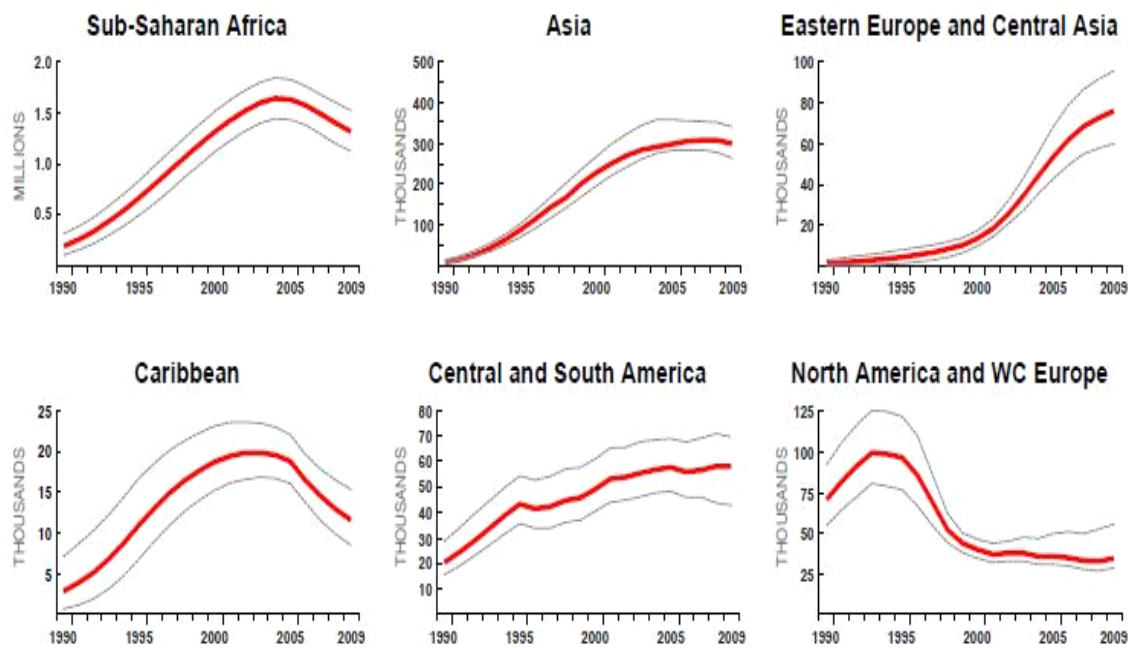 Sub-Saharan Africa
2.0
1.5
1.0
0.5
MILLIONS
1990 1995 2000 2005 2009
Asia
500
400
300
200
100
THOUSANDS
1990 1995 2000 2005 2009
Eastern Europe and Central Asia
100
80
60
40
20
THOUSANDS
1990 1995 2000 2005 2009
Caribbean
25
20
15
10
5
THOUSANDS
1990 1995 2000 2005 2009
Central and South America
80
70
60
50
40
30
20
10
THOUSANDS
1990 1995 2000 2005 2009
North America and WC Europe
125
100
75
50
25
THOUSANDS
1990 1995 2000 2005 2009